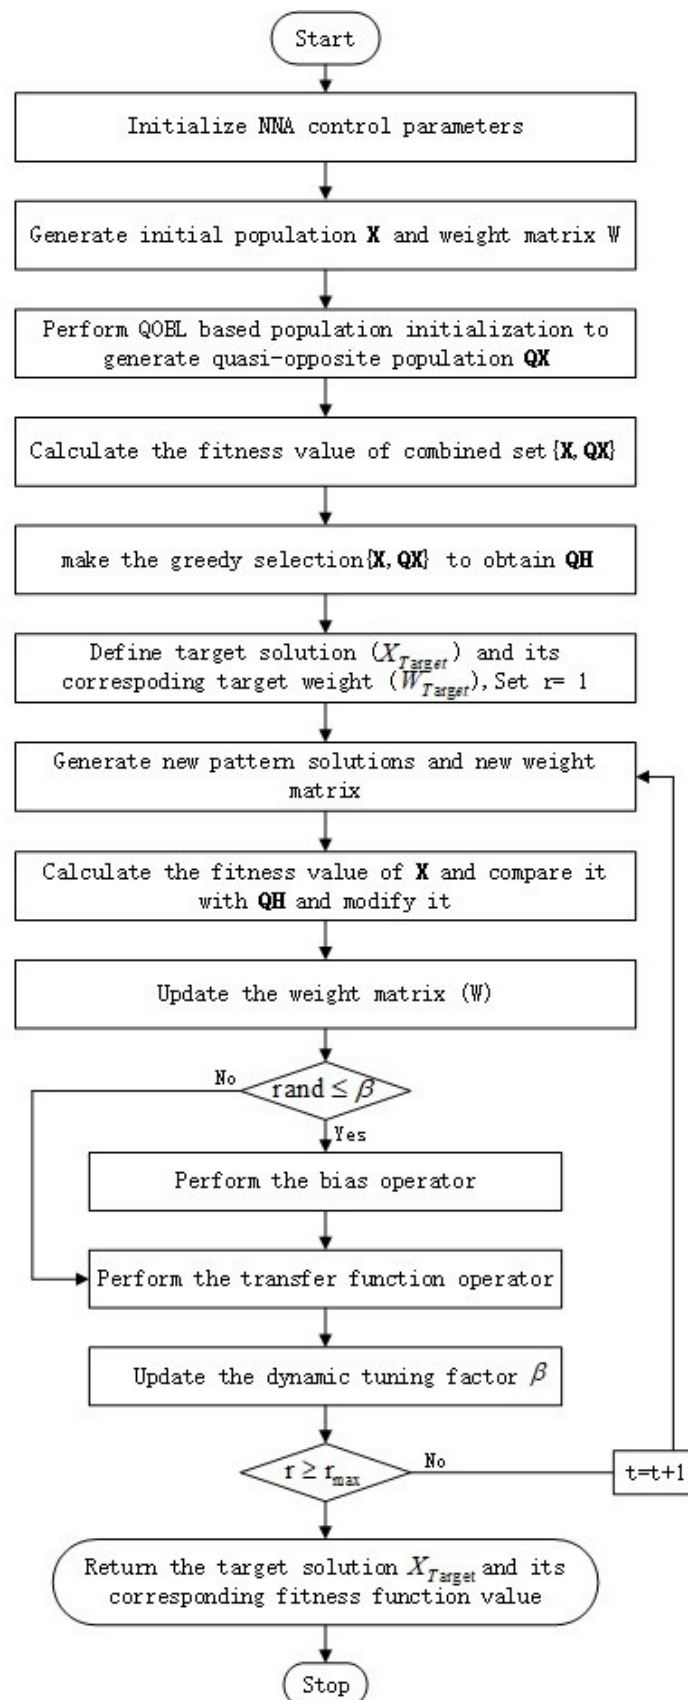 Start
Initialize NNA control parameters
Generate initial population X and weight matrix W
Perform QOBL based population initialization to
generate quasi-opposite population QX
Calculate the fitness value of combined set{X,QX}
make the greedy selection{X,QX} to obtain QH
Define target solution (X_Target) and its
correspoding target weight (W_Target),Set r= 1
Generate new pattern solutions and new weight
matrix
Calculate the fitness value of X and compare it
with QH and modify it
Update the weight matrix (W)
No
rand ≤ β
Yes
Perform the bias operator
Perform the transfer function operator
Update the dynamic tuning factor β
r ≥ r_max
No
t=t+1
Return the target solution X_Target and its
corresponding fitness function value
Stop